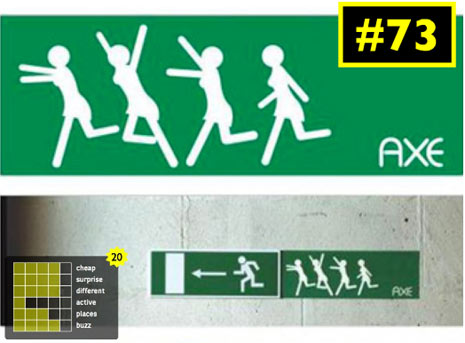 #73
AXE
20
cheap
surprise
different
active
places
buzz
AXE